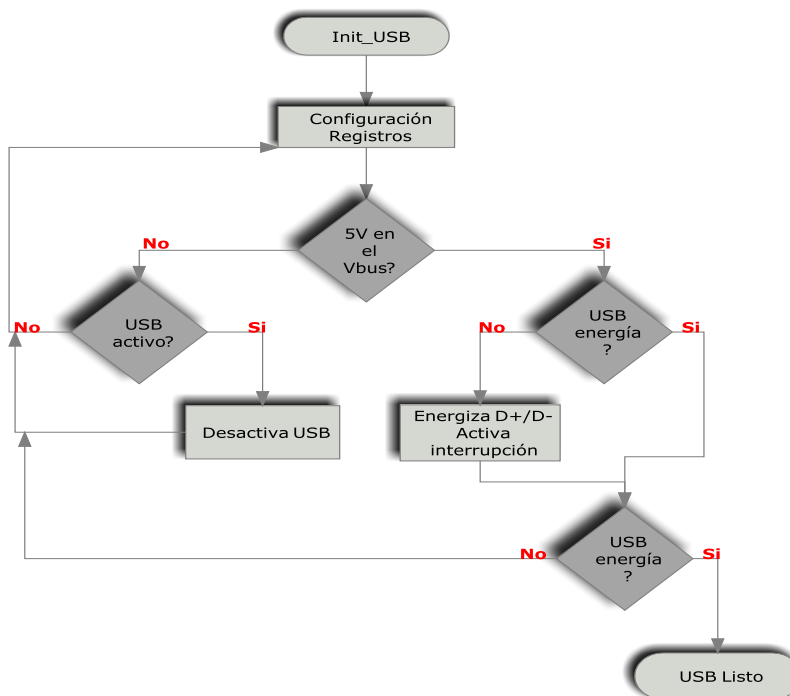 Init_USB
Configuración
Registros
5V en
el
Vbus?
No
Si
USB
activo?
No
Si
USB
energía
?
No
Si
Desactiva USB
Energiza D+/D-
Activa
interrupción
USB
energía
?
No
Si
USB Listo